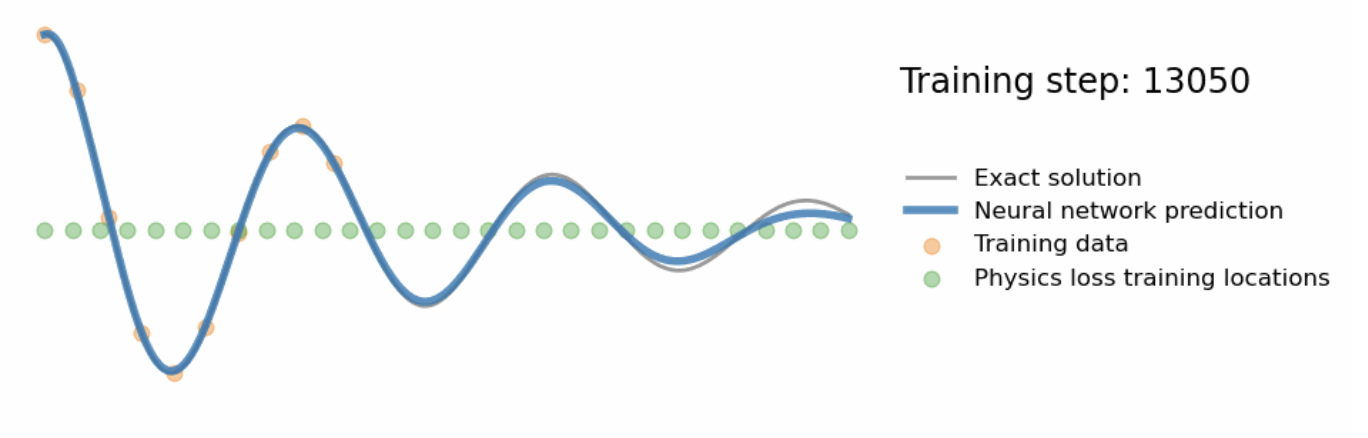 Training step: 13050
Exact solution
Neural network prediction
Training data
Physics loss training locations